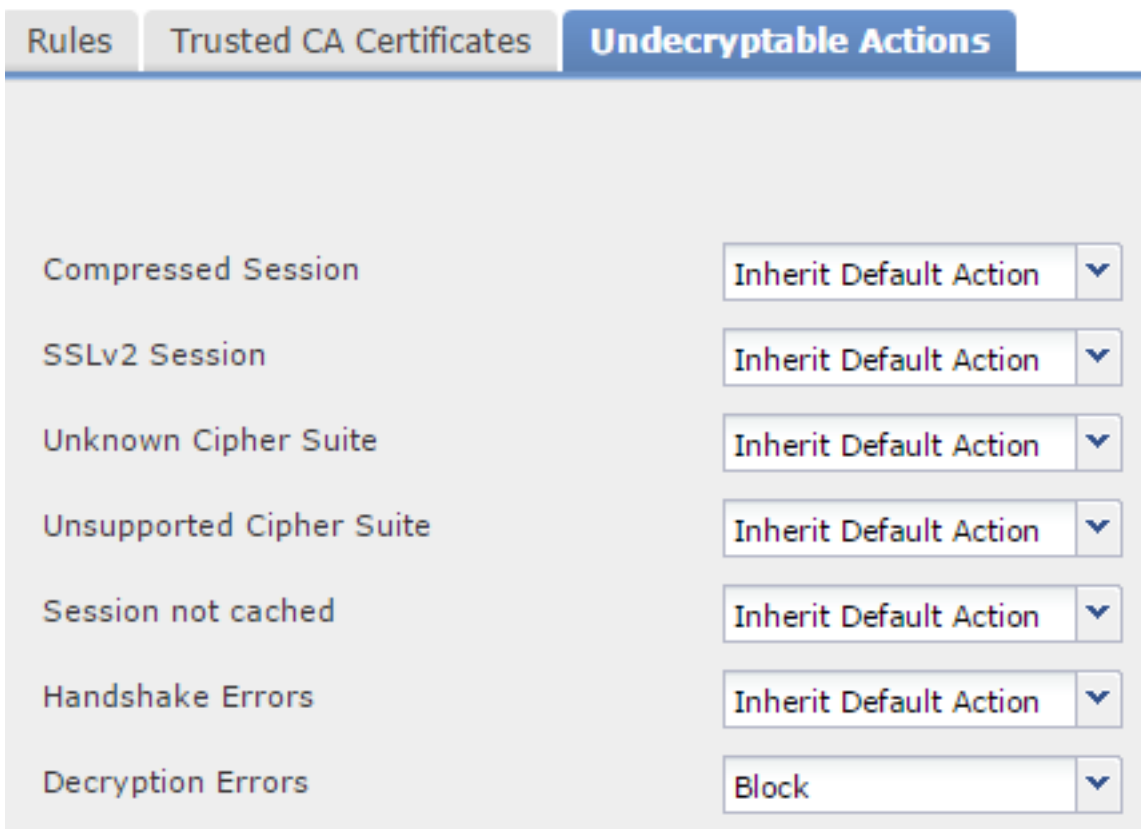 Rules Trusted CA Certificates Undecryptable Actions
Compressed Session Inherit Default Action
SSLv2 Session Inherit Default Action
Unknown Cipher Suite Inherit Default Action
Unsupported Cipher Suite Inherit Default Action
Session not cached Inherit Default Action
Handshake Errors Inherit Default Action
Decryption Errors Block